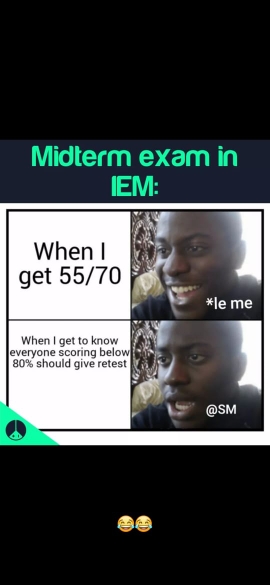 Midterm exam in
IEM:
When I
get 55/70
*le me
When I get to know
everyone scoring below
80% should give retest
@SM
😂😂